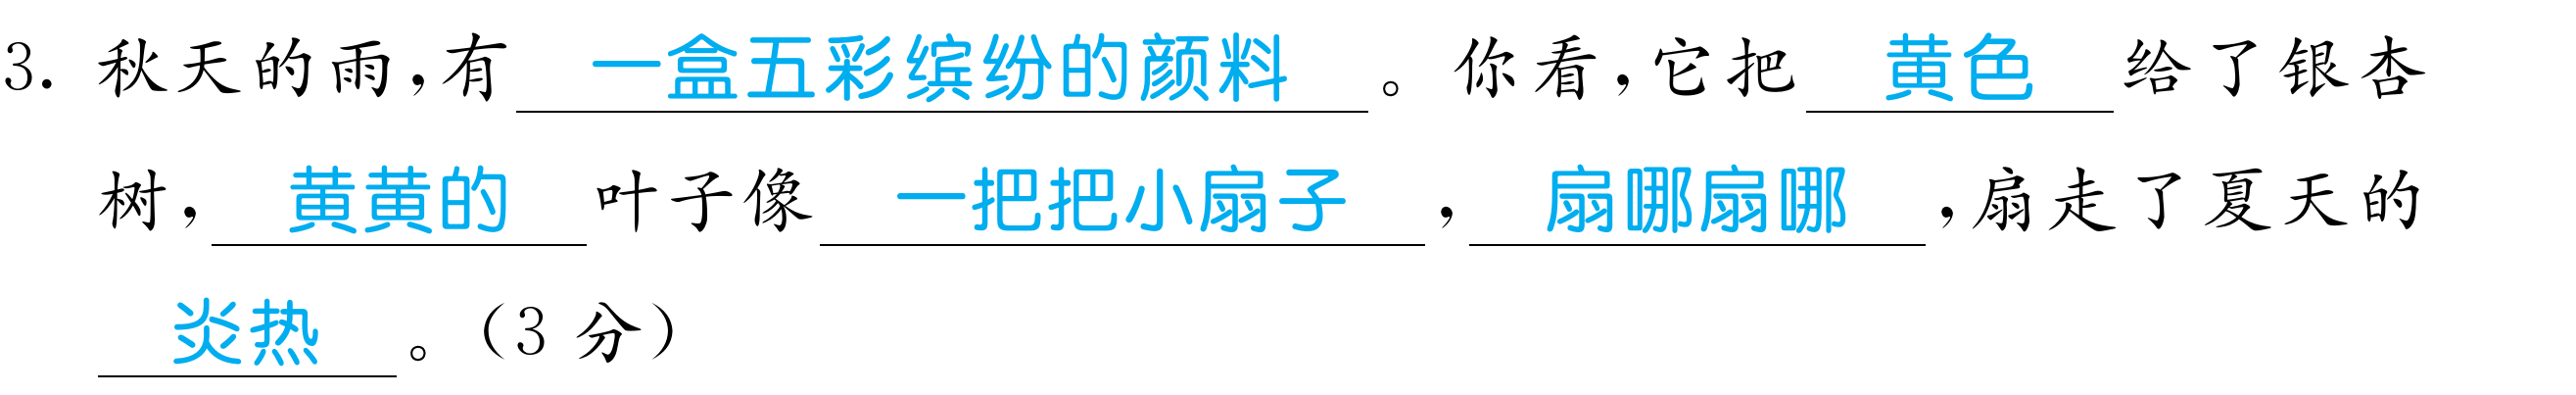 3. 秋天的雨,有 一盒五彩缤纷的颜料 。你看,它把 黄色 给了银杏
树, 黄黄的 叶子像 一把把小扇子 , 扇哪扇哪 ,扇走了夏天的
炎热 。(3 分)